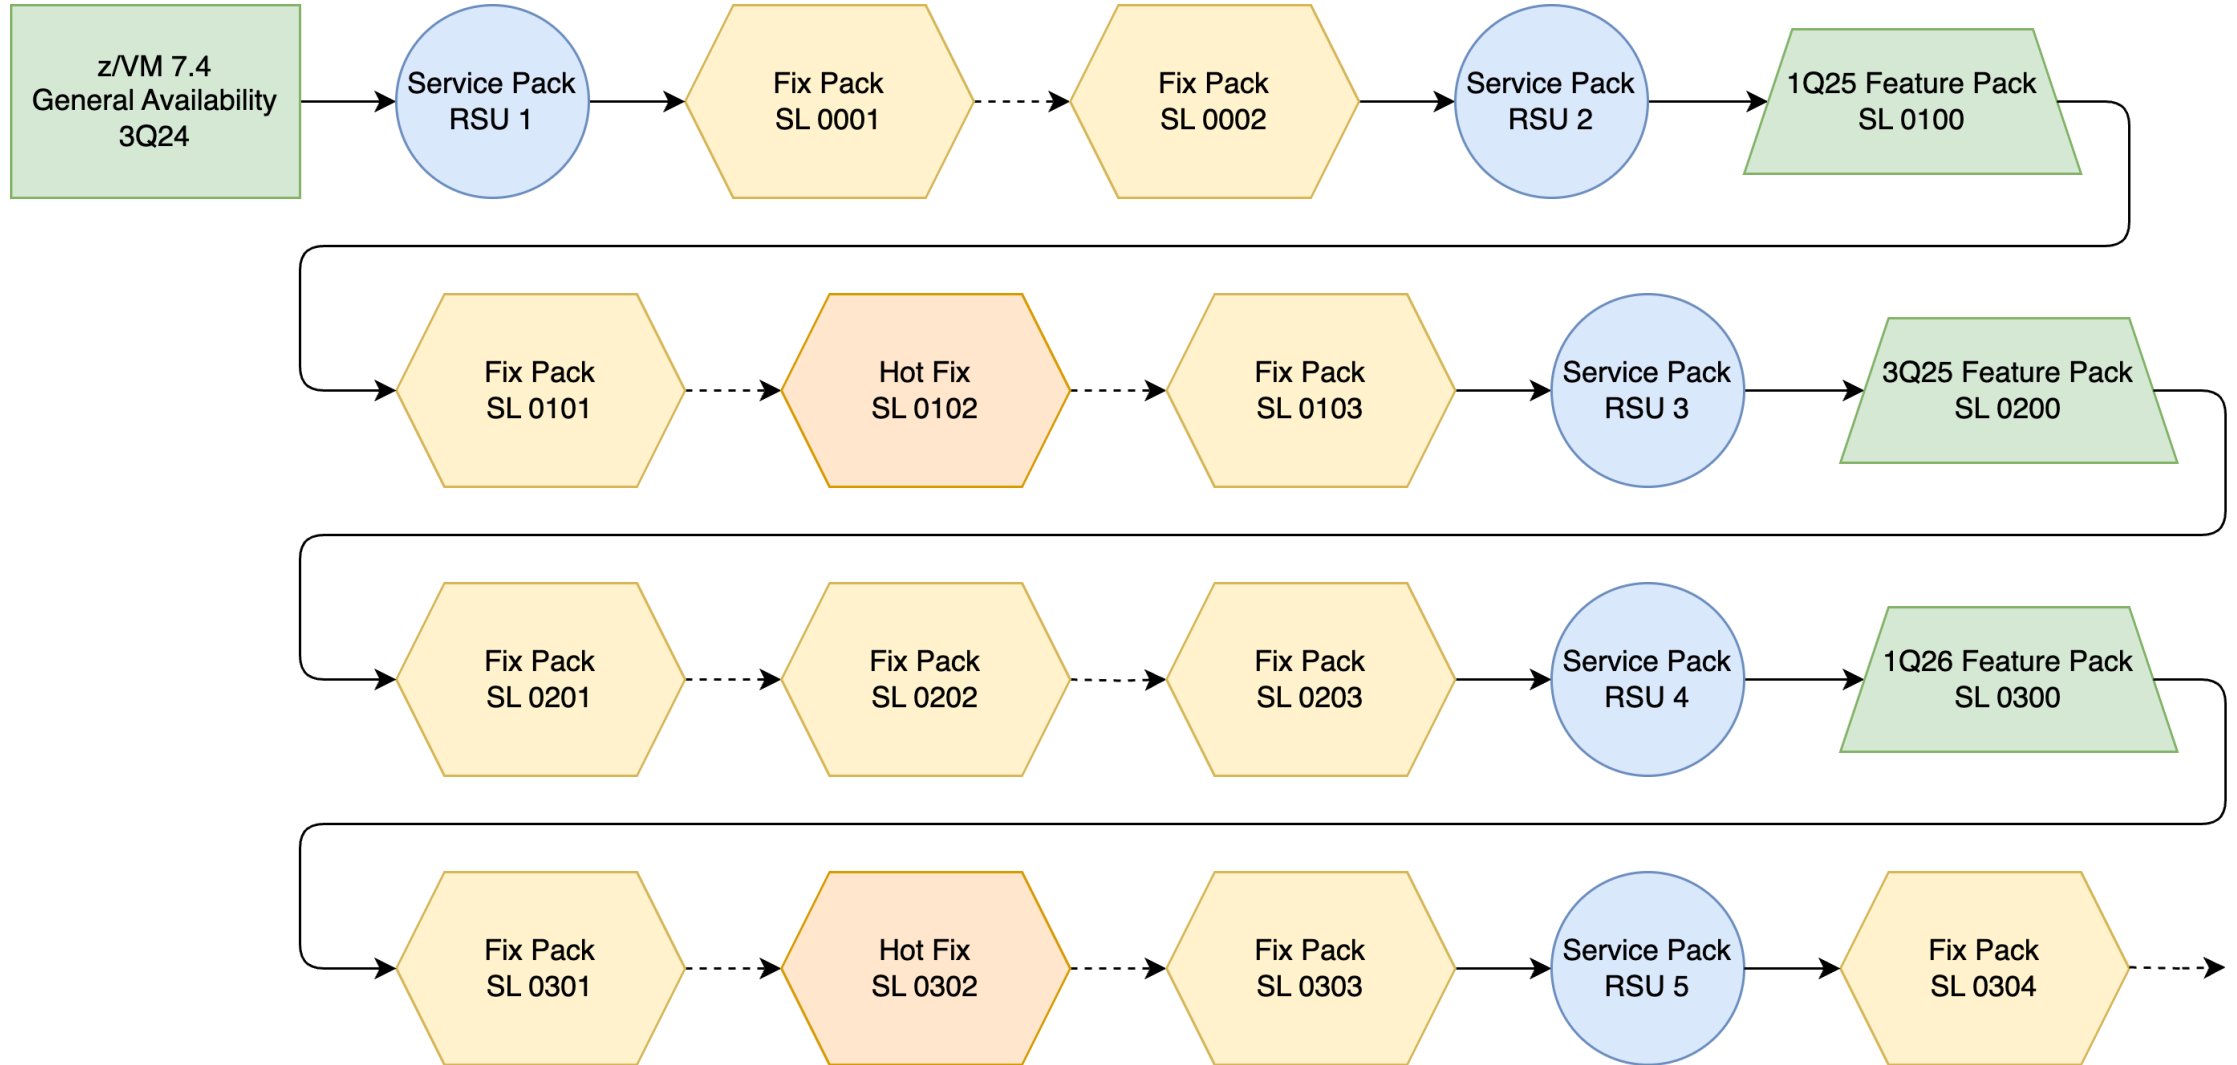 z/VM 7.4
General Availability
3Q24
Service Pack
RSU 1
Fix Pack
SL 0001
Fix Pack
SL 0002
Service Pack
RSU 2
1Q25 Feature Pack
SL 0100
Fix Pack
SL 0101
Hot Fix
SL 0102
Fix Pack
SL 0103
Service Pack
RSU 3
3Q25 Feature Pack
SL 0200
Fix Pack
SL 0201
Fix Pack
SL 0202
Fix Pack
SL 0203
Service Pack
RSU 4
1Q26 Feature Pack
SL 0300
Fix Pack
SL 0301
Hot Fix
SL 0302
Fix Pack
SL 0303
Service Pack
RSU 5
Fix Pack
SL 0304